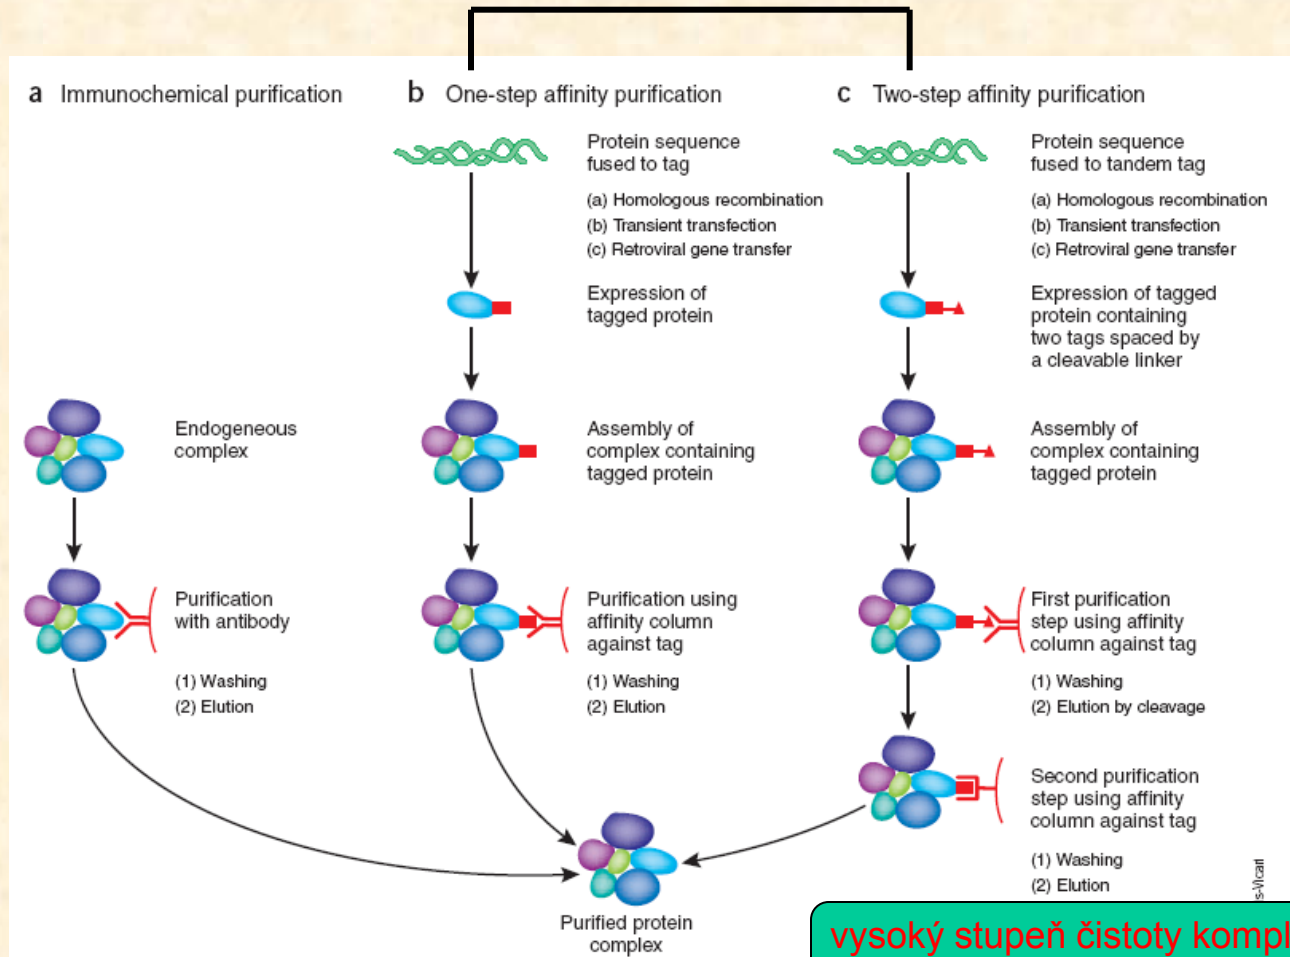 a Immunochemical purification
b One-step affinity purification
c Two-step affinity purification
Protein sequence
fused to tag
(a) Homologous recombination
(b) Transient transfection
(c) Retroviral gene transfer
Protein sequence
fused to tandem tag
(a) Homologous recombination
(b) Transient transfection
(c) Retroviral gene transfer
Expression of
tagged protein
Expression of tagged
protein containing
two tags spaced by
a cleavable linker
Endogeneous
complex
Assembly of
complex containing
tagged protein
Assembly of
complex containing
tagged protein
Purification
with antibody
(1) Washing
(2) Elution
Purification using
affinity column
against tag
(1) Washing
(2) Elution
First purification
step using affinity
column against tag
(1) Washing
(2) Elution by cleavage
Second purification
step using affinity
column against tag
(1) Washing
(2) Elution
Purified protein
complex
vysoký stupeň čistoty